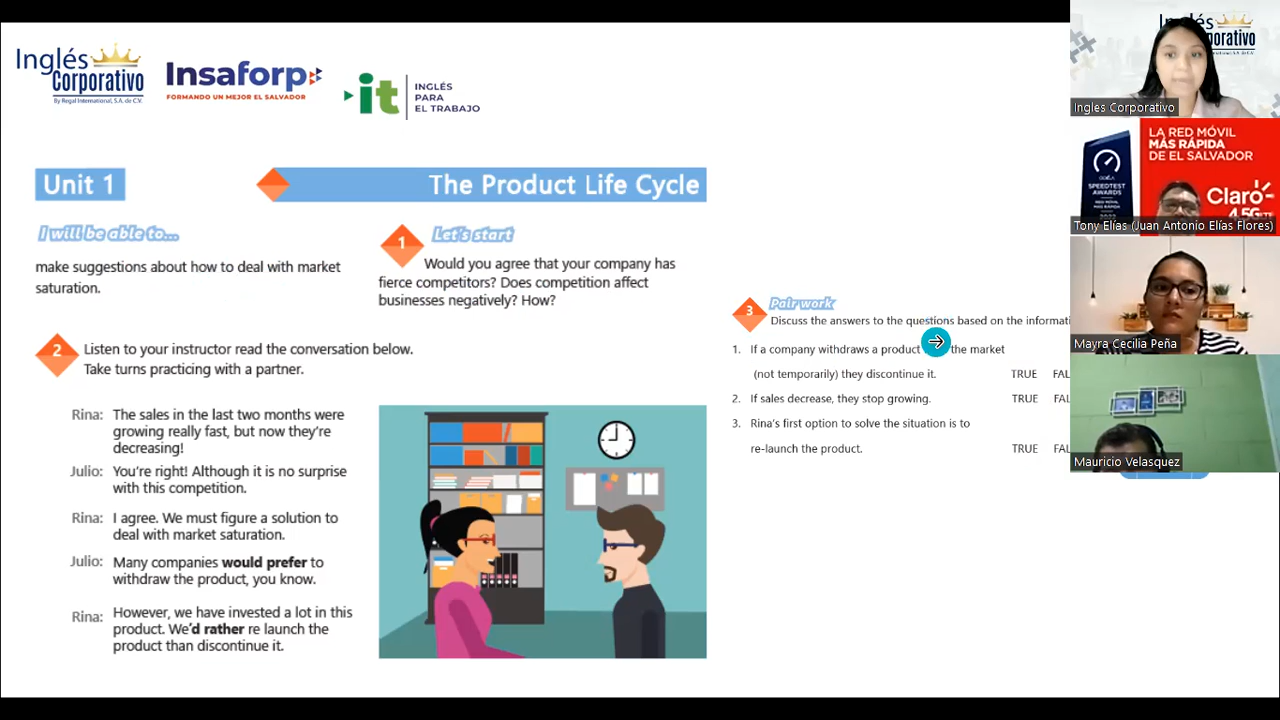 Inglés
Corporativo
By Regal International, S.A. de C.V.
Insaforp
FORMANDO UN MEJOR EL SALVADOR
it
INGLÉS
PARA
EL TRABAJO
Unit 1
The Product Life Cycle
I will be able to...
make suggestions about how to deal with market
saturation.
1
Let's start
Would you agree that your company has
fierce competitors? Does competition affect
businesses negatively? How?
2
Listen to your instructor read the conversation below.
Take turns practicing with a partner.
Rina: The sales in the last two months were
growing really fast, but now they're
decreasing!
Julio: You're right! Although it is no surprise
with this competition.
Rina: I agree. We must figure a solution to
deal with market saturation.
Julio: Many companies would prefer to
withdraw the product, you know.
Rina: However, we have invested a lot in this
product. We'd rather re launch the
product than discontinue it.
3
Pair work
Discuss the answers to the questions based on the informati
1. If a company withdraws a product the market
(not temporarily) they discontinue it. TRUE FAL
2. If sales decrease, they stop growing. TRUE FAL
3. Rina's first option to solve the situation is to
re-launch the product. TRUE FAL
Inglés
Corporativo
Ingles Corporativo
SPEEDTEST
AWARDS
LA RED MÓVIL
MÁS RÁPIDA
DE EL SALVADOR
Claro
4.5G
Tony Elías (Juan Antonio Elías Flores)
Mayra Cecilia Peña
Mauricio Velasquez